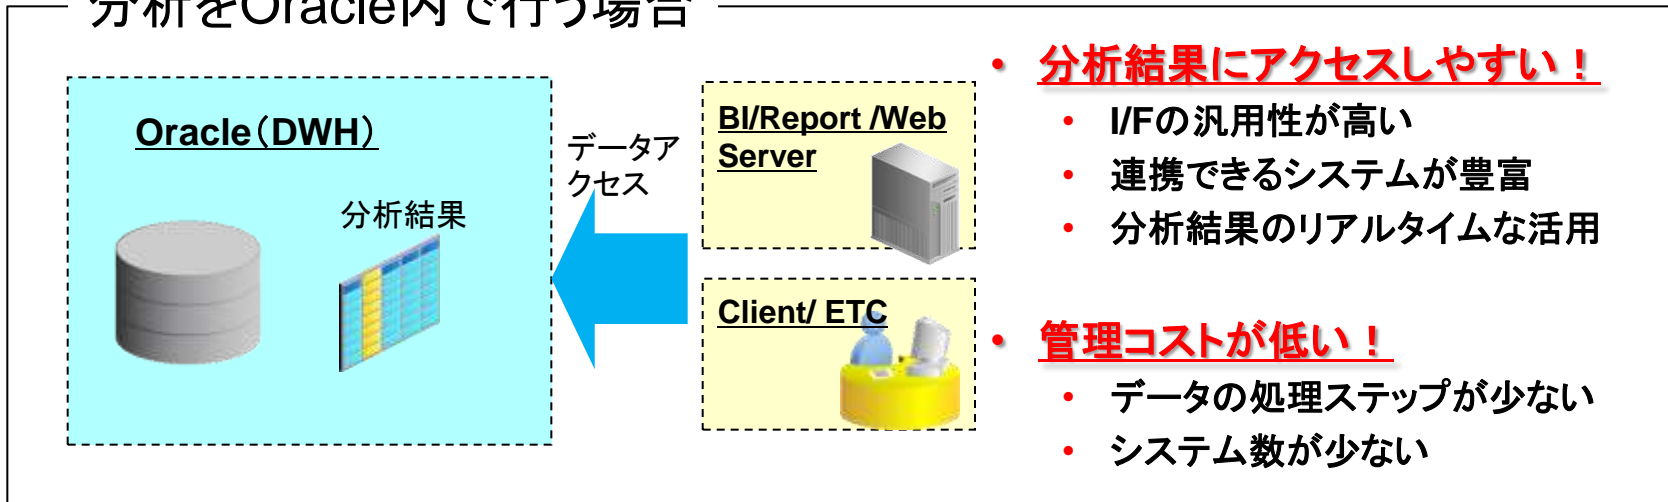 分析をOracle内で行う場合
Oracle（DWH）
分析結果
データア
クセス
BI/Report /Web
Server
Client/ ETC
• 分析結果にアクセスしやすい！
• I/Fの汎用性が高い
• 連携できるシステムが豊富
• 分析結果のリアルタイムな活用
• 管理コストが低い！
• データの処理ステップが少ない
• システム数が少ない